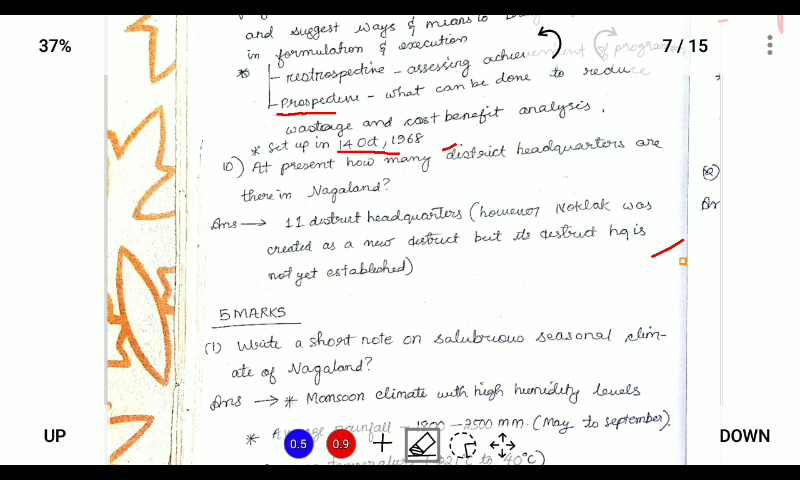 37%
7 / 15
and suggest ways & means to
in formulation & execution
* restrospective - assessing achievement of program
Prospective - what can be done to reduce
wastage and cost benefit analysis.
* set up in 14 Oct, 1968
10) At present how many district headquarters are
there in Nagaland?
Ans → 11 district headquarters (however Noklak was
created as a new district but its district hq is
not yet established)
5 MARKS
(1) Write a short note on salubrious seasonal clim-
ate of Nagaland?
Ans → * Monsoon climate with high humidity levels
UP
* Average rainfall - 1800 - 2500 mm. (May to september).
DOWN
0.5
0.9
to 40°C)